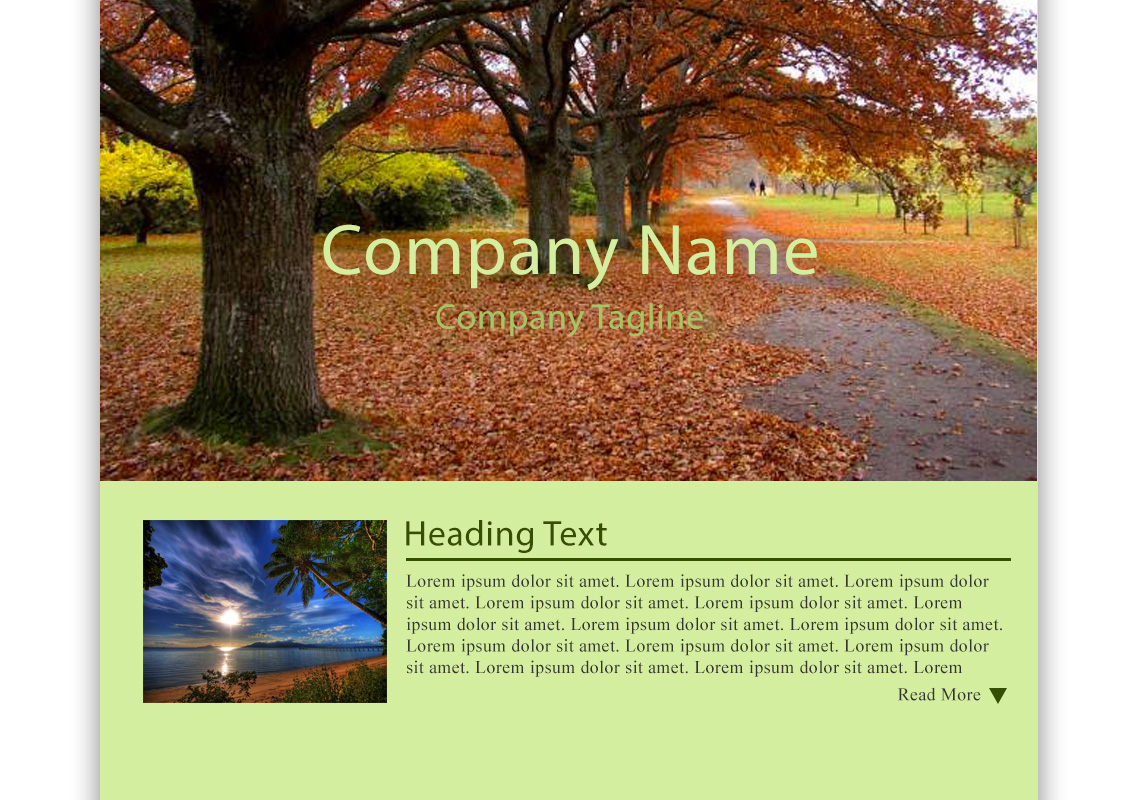 Company Name
Company Tagline
Heading Text
Lorem ipsum dolor sit amet. Lorem ipsum dolor sit amet. Lorem ipsum dolor
sit amet. Lorem ipsum dolor sit amet. Lorem ipsum dolor sit amet. Lorem
ipsum dolor sit amet. Lorem ipsum dolor sit amet. Lorem ipsum dolor sit amet.
Lorem ipsum dolor sit amet. Lorem ipsum dolor sit amet. Lorem ipsum dolor
sit amet. Lorem ipsum dolor sit amet. Lorem ipsum dolor sit amet. Lorem
Read More